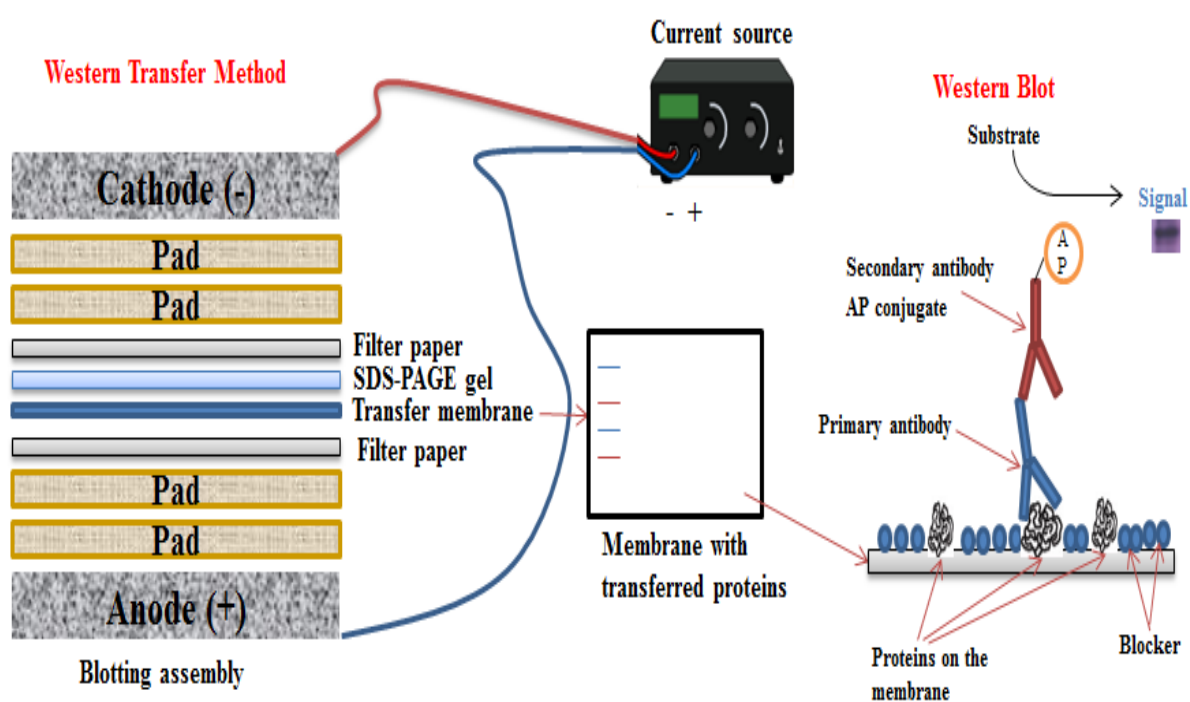 Western Transfer Method
Cathode (-)
Pad
Pad
Filter paper
SDS-PAGE gel
Transfer membrane
Filter paper
Pad
Pad
Anode (+)
Blotting assembly
Current source
- +
Membrane with
transferred proteins
Western Blot
Substrate
Signal
A
P
Secondary antibody
AP conjugate
Primary antibody
Proteins on the
membrane
Blocker